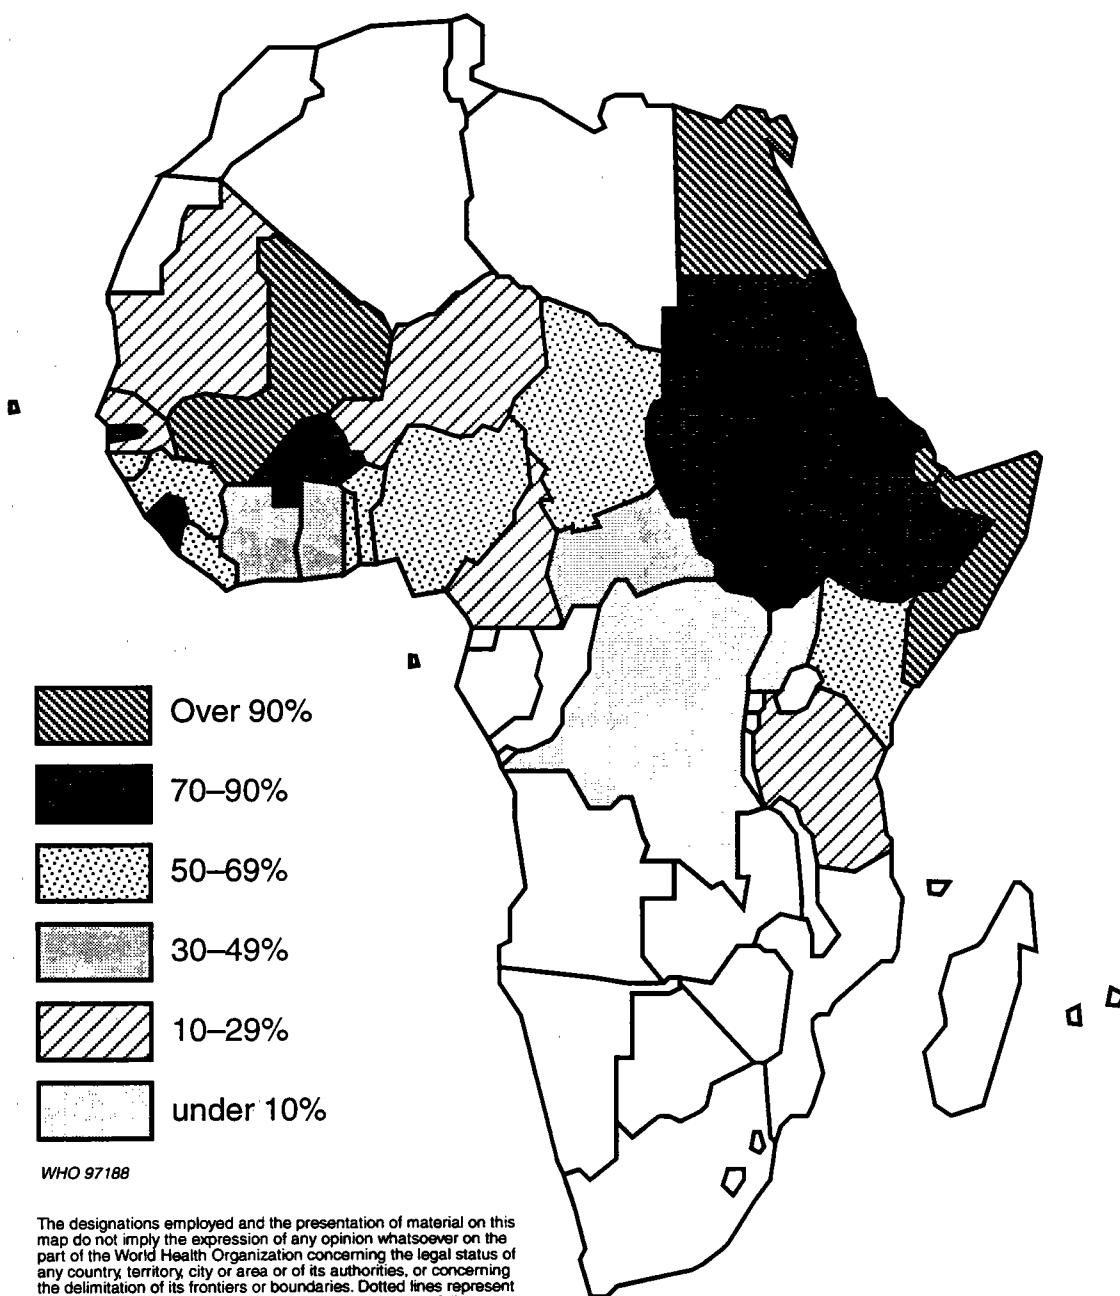 Over 90%
70–90%
50–69%
30–49%
10–29%
under 10%
WHO 97188
The designations employed and the presentation of material on this
map do not imply the expression of any opinion whatsoever on the
part of the World Health Organization concerning the legal status of
any country, territory, city or area or of its authorities, or concerning
the delimitation of its frontiers or boundaries. Dotted lines represent